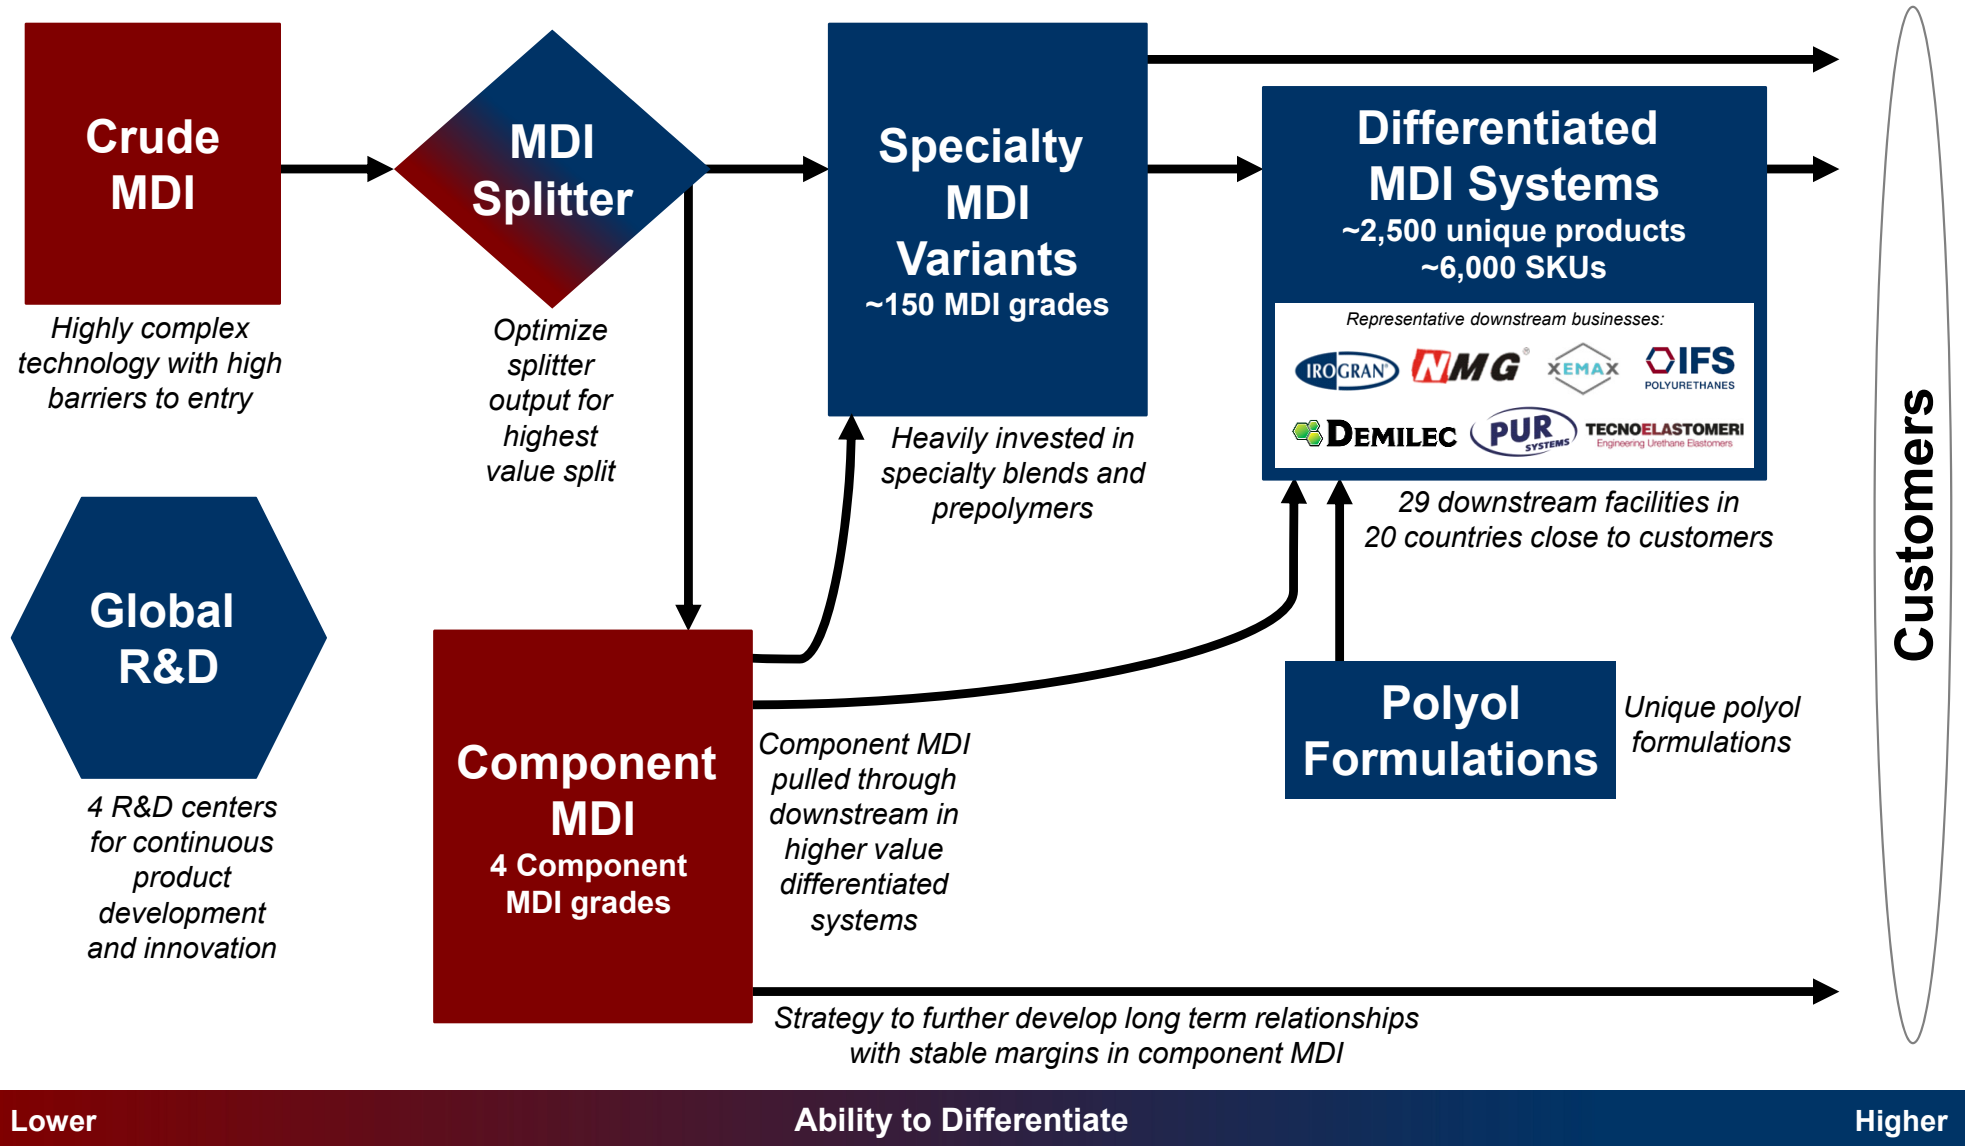 Crude
MDI
Highly complex
technology with high
barriers to entry
MDI
Splitter
Optimize
splitter
output for
highest
value split
Specialty
MDI
Variants
~150 MDI grades
Heavily invested in
specialty blends and
prepolymers
Differentiated
MDI Systems
~2,500 unique products
~6,000 SKUs
Representative downstream businesses:
IROGRAN®
NMG®
XEMAX
IFS
POLYURETHANES
DEMILEC
PUR
SYSTEMS
TECNOELASTOMERI
Engineering Urethane Elastomers
29 downstream facilities in
20 countries close to customers
Customers
Global
R&D
4 R&D centers
for continuous
product
development
and innovation
Component
MDI
4 Component
MDI grades
Component MDI
pulled through
downstream in
higher value
differentiated
systems
Polyol
Formulations
Unique polyol
formulations
Strategy to further develop long term relationships
with stable margins in component MDI
Lower
Ability to Differentiate
Higher